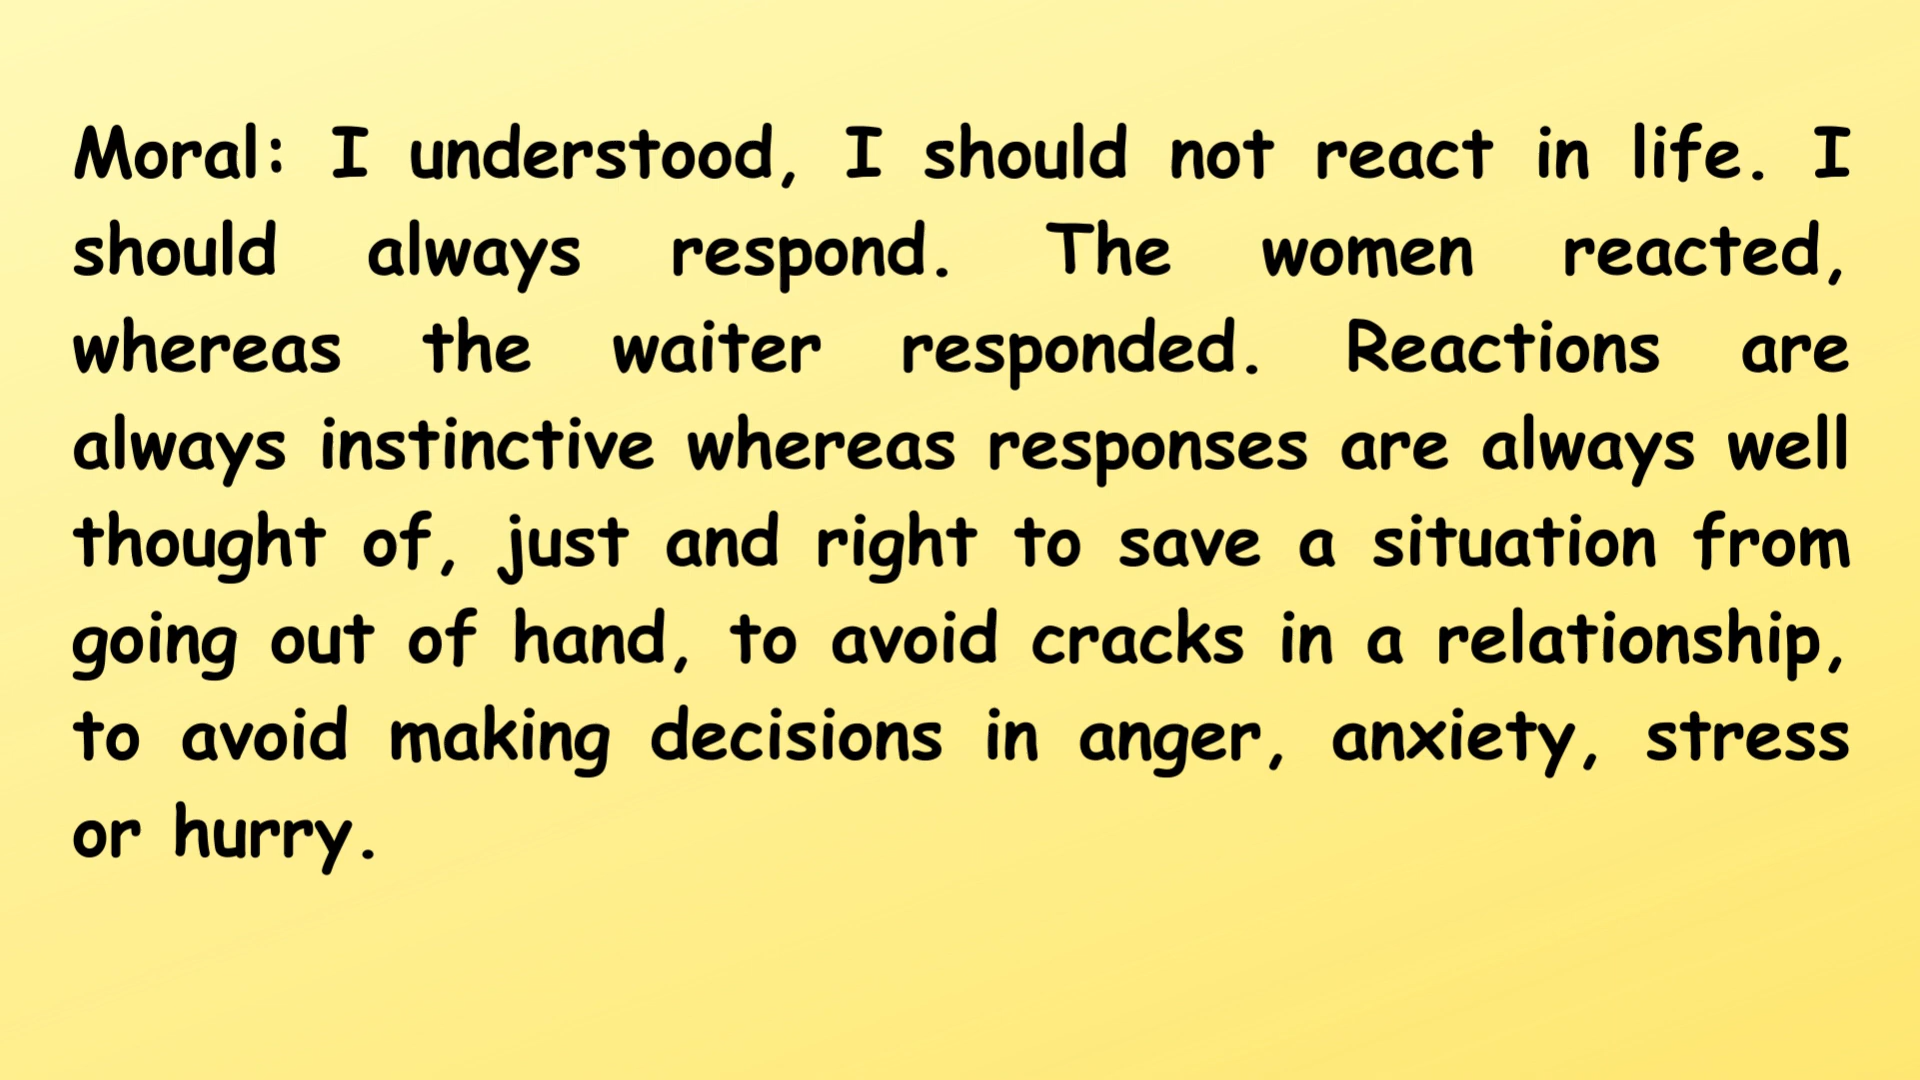 Moral: I understood, I should not react in life. I
should always respond. The women reacted,
whereas the waiter responded. Reactions are
always instinctive whereas responses are always well
thought of, just and right to save a situation from
going out of hand, to avoid cracks in a relationship,
to avoid making decisions in anger, anxiety, stress
or hurry.